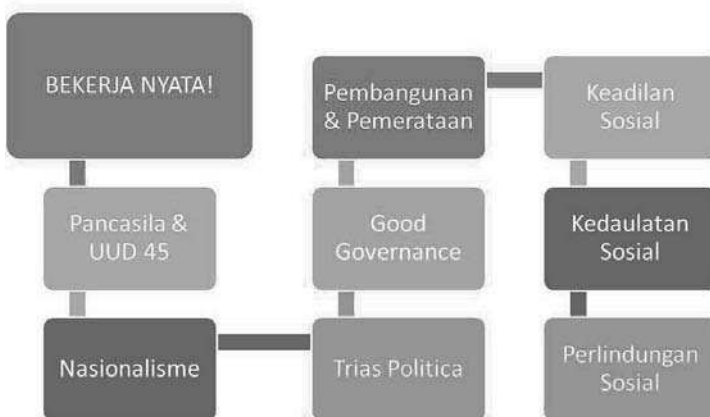 BEKERJA NYATA!
Pancasila &
UUD 45
Nasionalisme
Trias Politica
Good
Governance
Pembangunan
& Pemerataan
Keadilan
Sosial
Kedaulatan
Sosial
Perlindungan
Sosial